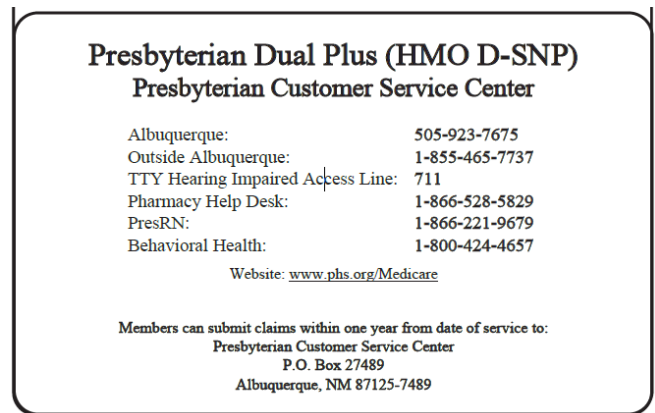 Presbyterian Dual Plus (HMO D-SNP)
Presbyterian Customer Service Center
Albuquerque: 505-923-7675
Outside Albuquerque: 1-855-465-7737
TTY Hearing Impaired Access Line: 711
Pharmacy Help Desk: 1-866-528-5829
PresRN: 1-866-221-9679
Behavioral Health: 1-800-424-4657
Website: www.phs.org/Medicare
Members can submit claims within one year from date of service to:
Presbyterian Customer Service Center
P.O. Box 27489
Albuquerque, NM 87125-7489